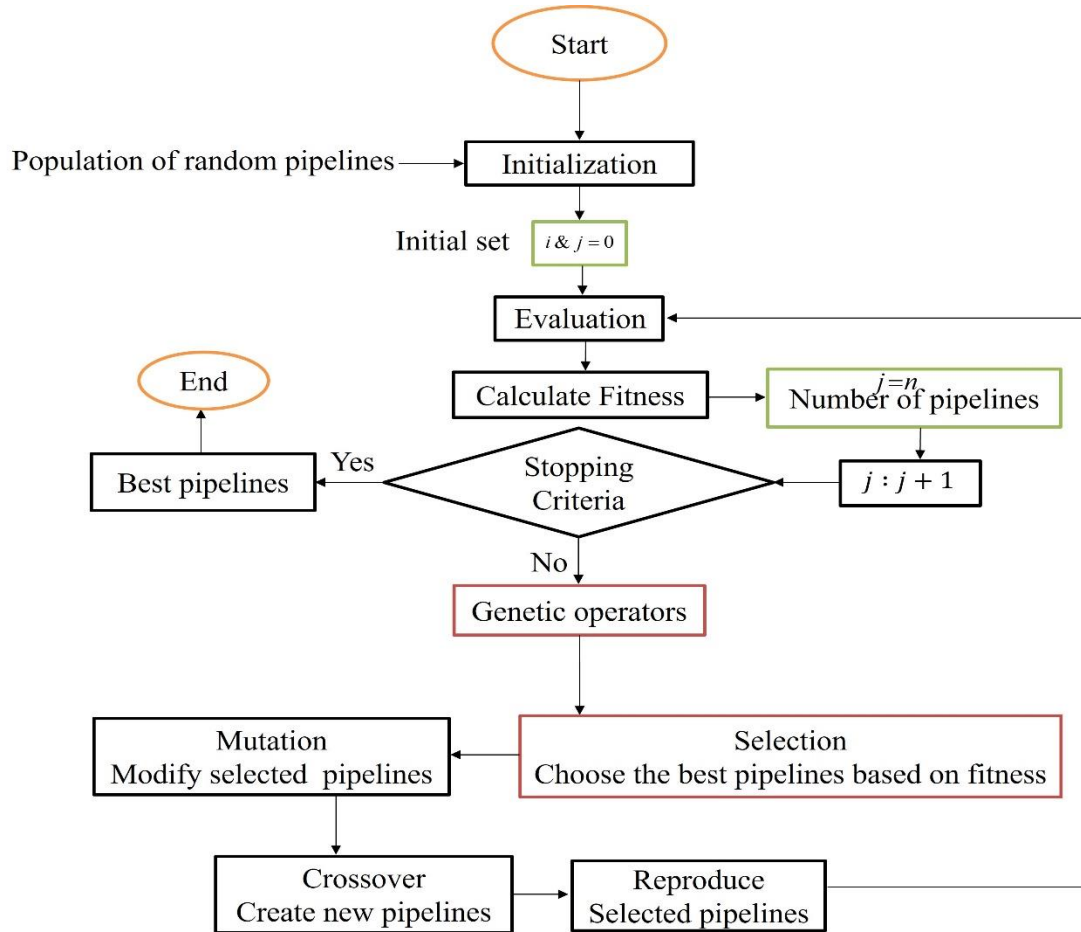 Start
Population of random pipelines
Initialization
Initial set
i & j = 0
Evaluation
End
Calculate Fitness
j=n
Number of pipelines
Best pipelines
Yes
Stopping
Criteria
j : j + 1
No
Genetic operators
Mutation
Modify selected pipelines
Selection
Choose the best pipelines based on fitness
Crossover
Create new pipelines
Reproduce
Selected pipelines